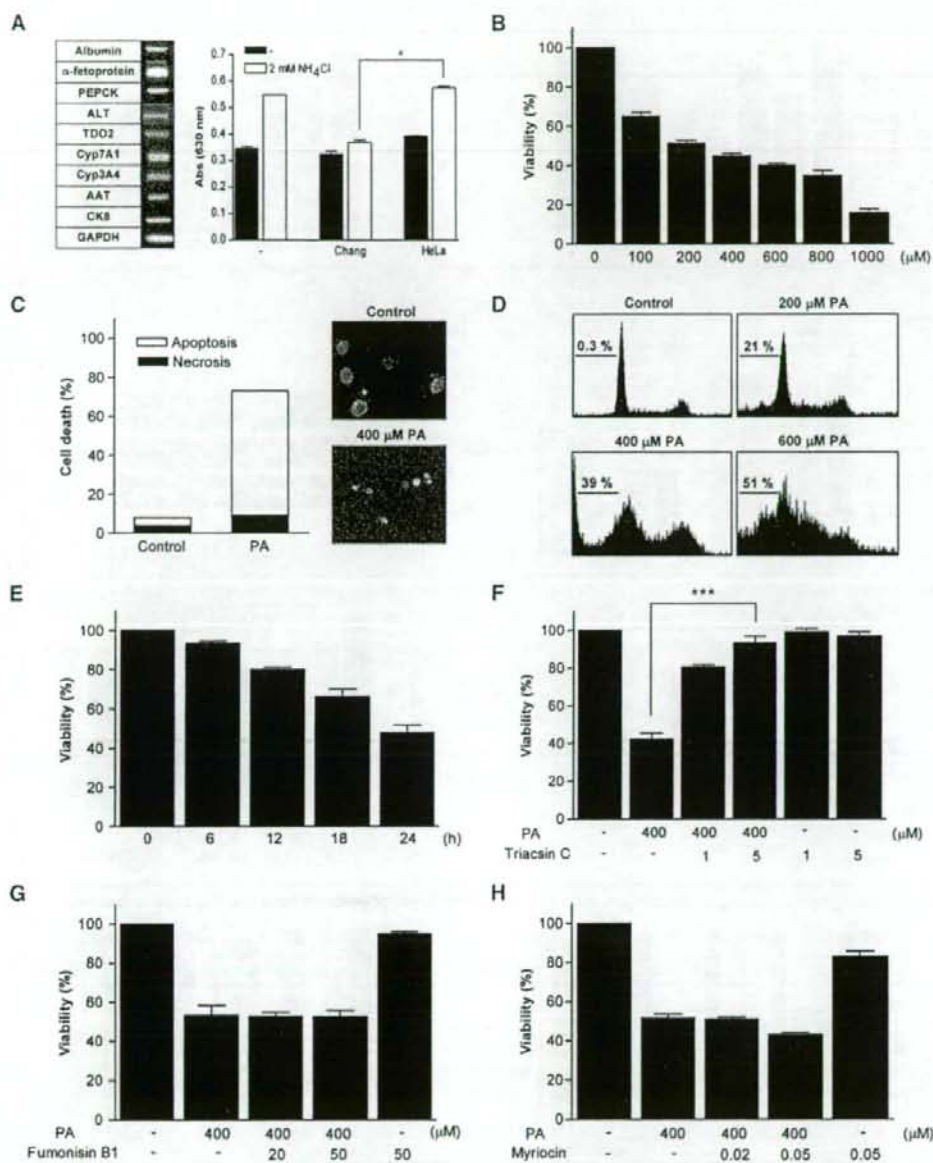 A
Albumin
α-fetoprotein
PEPCK
ALT
TDO2
Cyp7A1
Cyp3A4
AAT
CK8
GAPDH
Abs (630 nm)
0.7
0.6
0.5
0.4
0.3
0.2
0.1
0.0
-
2 mM NH4Cl
*
- Chang HeLa
B
Viability (%)
100
80
60
40
20
0
0 100 200 400 600 800 1000 (μM)
C
Cell death (%)
100
80
60
40
20
0
Apoptosis
Necrosis
Control PA
Control
400 μM PA
D
Control 200 μM PA
0.3 % 21 %
400 μM PA 600 μM PA
39 % 51 %
E
Viability (%)
100
80
60
40
20
0
0 6 12 18 24 (h)
F
Viability (%)
100
80
60
40
20
0
***
PA - 400 400 400 - - (μM)
Triacsin C - - 1 5 1 5
G
Viability (%)
100
80
60
40
20
0
PA - 400 400 400 - (μM)
Fumonisin B1 - - 20 50 50
H
Viability (%)
100
80
60
40
20
0
PA - 400 400 400 - (μM)
Myriocin - - 0.02 0.05 0.05